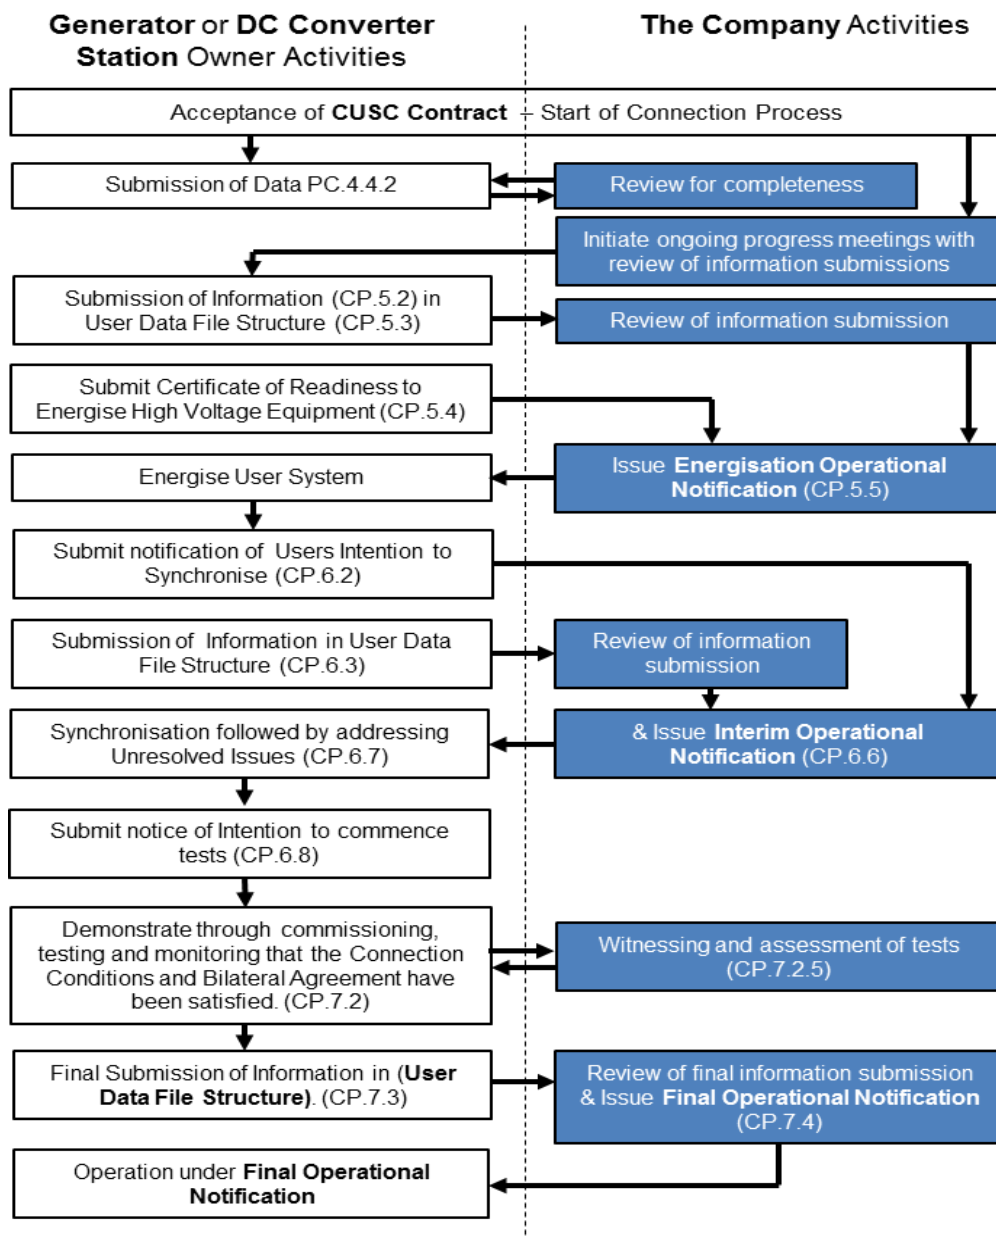 Generator or DC Converter
Station Owner Activities
The Company Activities
Acceptance of CUSC Contract – Start of Connection Process
Submission of Data PC.4.4.2
Review for completeness
Initiate ongoing progress meetings with
review of information submissions
Submission of Information (CP.5.2) in
User Data File Structure (CP.5.3)
Review of information submission
Submit Certificate of Readiness to
Energise High Voltage Equipment (CP.5.4)
Issue Energisation Operational
Notification (CP.5.5)
Energise User System
Submit notification of Users Intention to
Synchronise (CP.6.2)
Submission of Information in User Data
File Structure (CP.6.3)
Review of information
submission
Synchronisation followed by addressing
Unresolved Issues (CP.6.7)
& Issue Interim Operational
Notification (CP.6.6)
Submit notice of Intention to commence
tests (CP.6.8)
Demonstrate through commissioning,
testing and monitoring that the Connection
Conditions and Bilateral Agreement have
been satisfied. (CP.7.2)
Witnessing and assessment of tests
(CP.7.2.5)
Final Submission of Information in (User
Data File Structure). (CP.7.3)
Review of final information submission
& Issue Final Operational Notification
(CP.7.4)
Operation under Final Operational
Notification